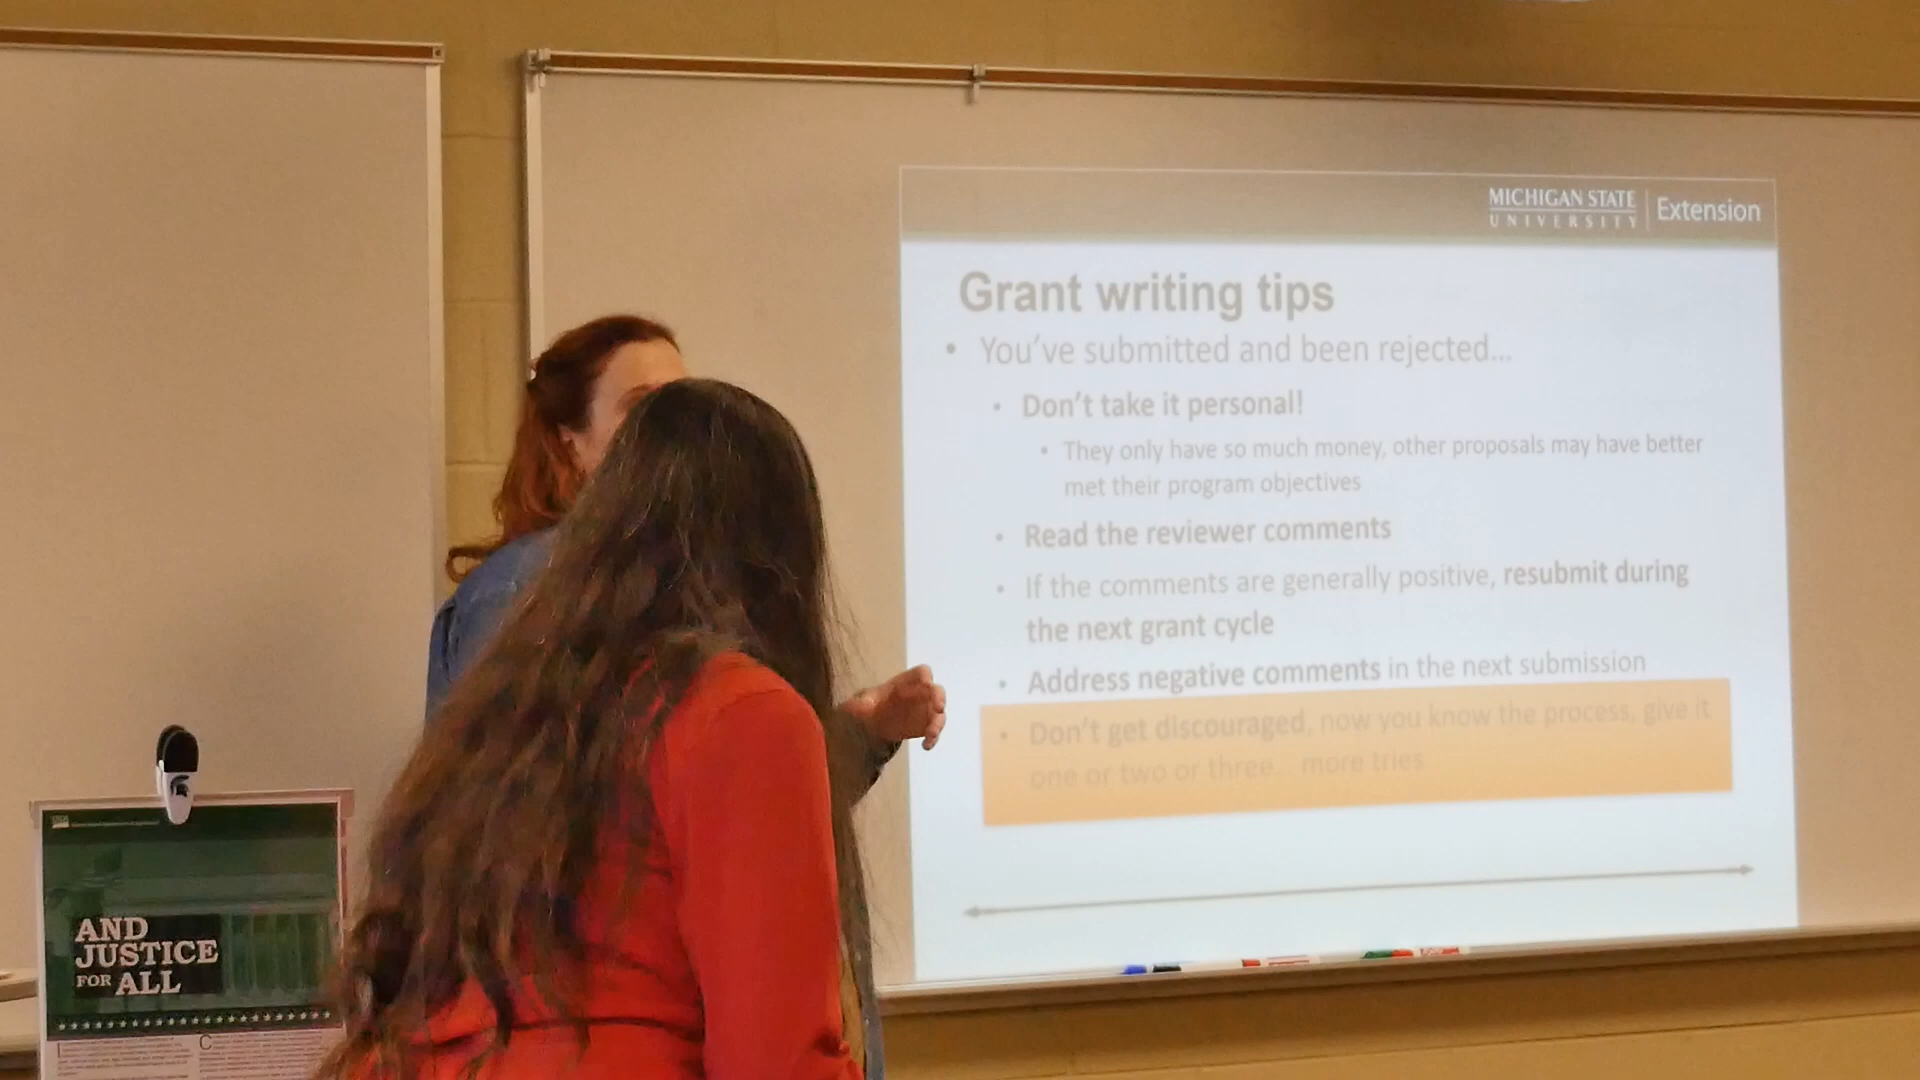 MICHIGAN STATE
UNIVERSITY
Extension
Grant writing tips
• You've submitted and been rejected...
• Don't take it personal!
• They only have so much money, other proposals may have better
met their program objectives
• Read the reviewer comments
• If the comments are generally positive, resubmit during
the next grant cycle
• Address negative comments in the next submission
• Don't get discouraged, now you know the process, give it
one or two or three... more tries
USDA
AND
JUSTICE
FOR ALL